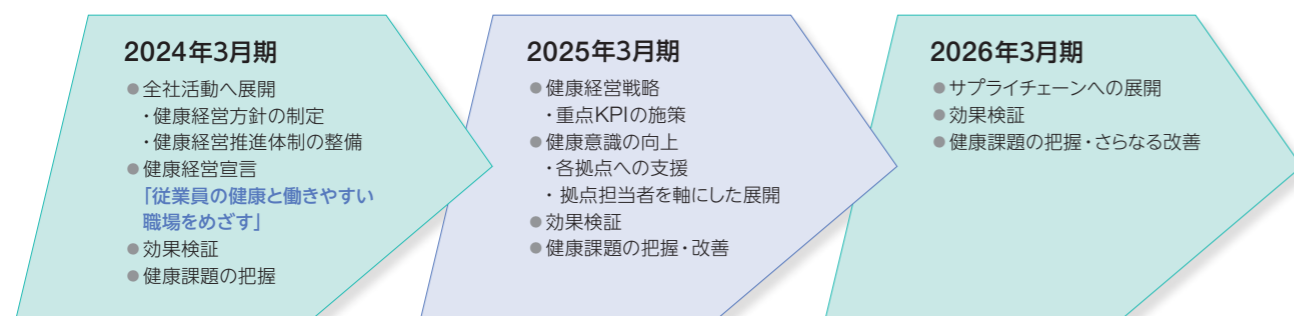 2024年3月期
●全社活動へ展開
・健康経営方針の制定
・健康経営推進体制の整備
●健康経営宣言
「従業員の健康と働きやすい
職場をめざす」
●効果検証
●健康課題の把握
2025年3月期
●健康経営戦略
・重点KPIの施策
●健康意識の向上
・各拠点への支援
・ 拠点担当者を軸にした展開
●効果検証
●健康課題の把握・改善
2026年3月期
●サプライチェーンへの展開
●効果検証
●健康課題の把握・さらなる改善